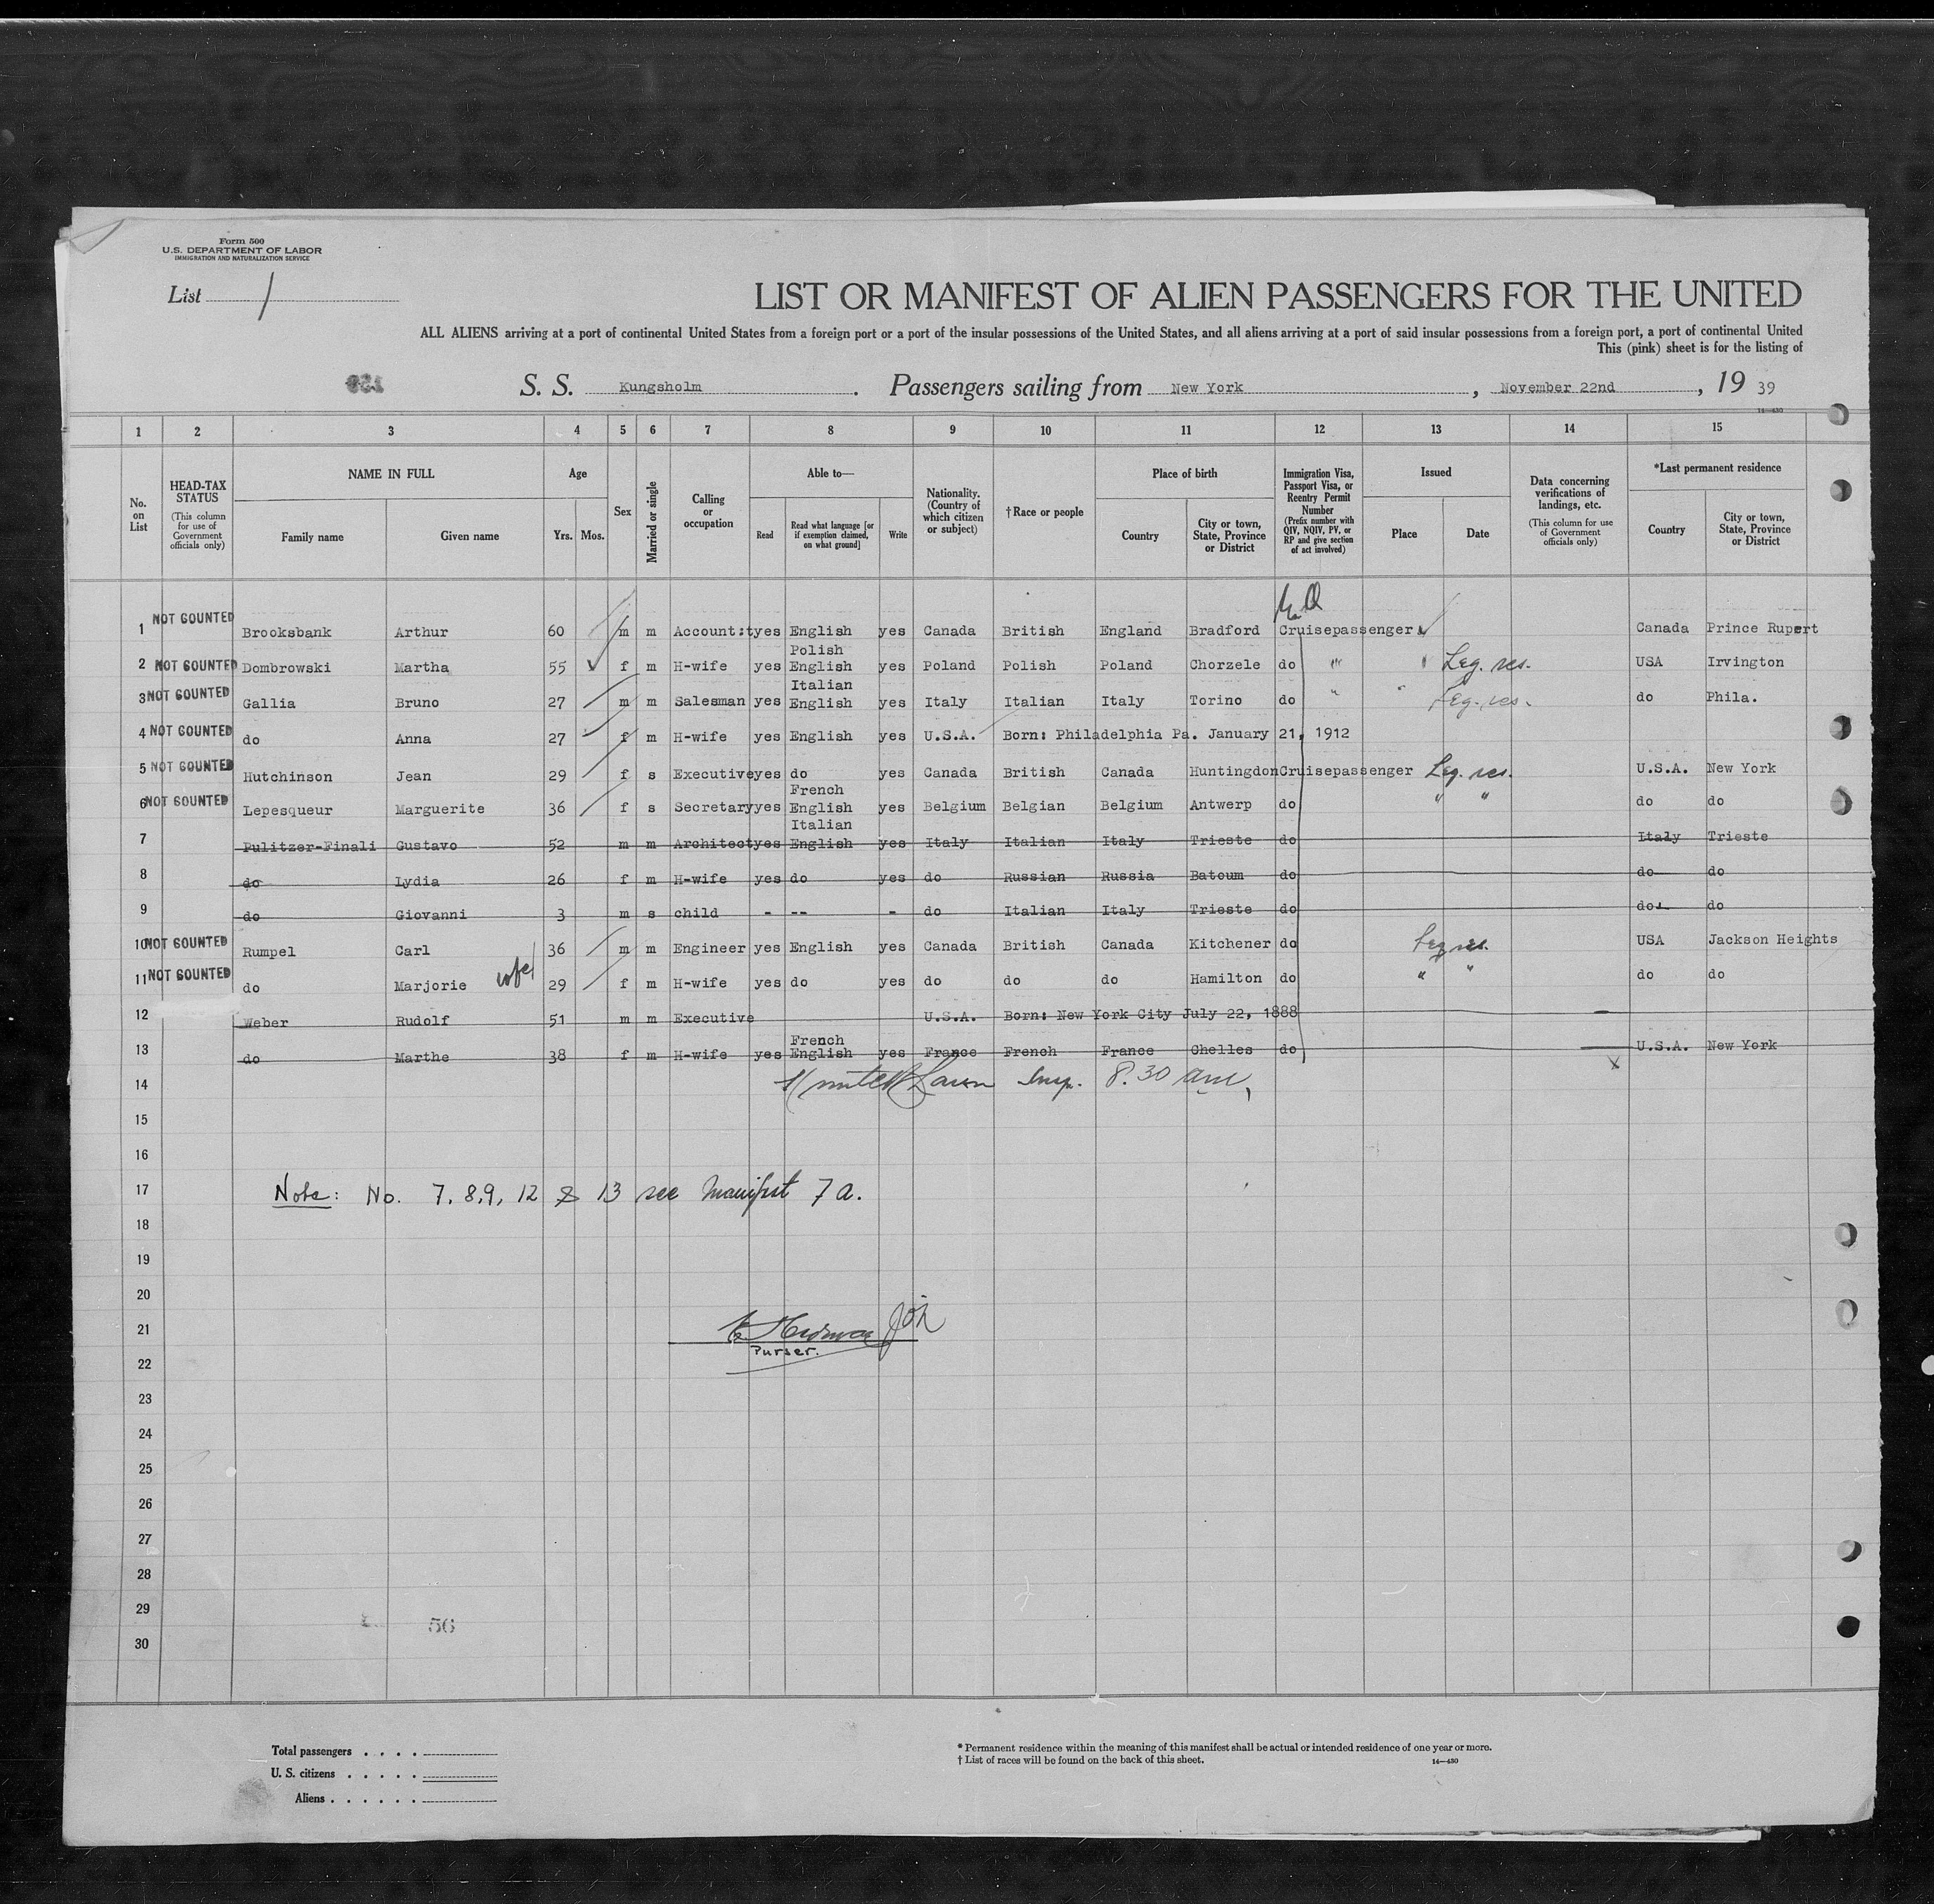 Form 500
U.S. DEPARTMENT OF LABOR
IMMIGRATION AND NATURALIZATION SERVICE
List 1
LIST OR MANIFEST OF ALIEN PASSENGERS FOR THE UNITED
ALL ALIENS arriving at a port of continental United States from a foreign port or a port of the insular possessions of the United States, and all aliens arriving at a port of said insular possessions from a foreign port, a port of continental United
This (pink) sheet is for the listing of
S. S. Kungsholm . Passengers sailing from New York , November 22nd , 19 39
14—430
1 2 3 4 5 6 7 8 9 10 11 12 13 14 15
No. on List
HEAD-TAX STATUS (This column for use of Government officials only)
NAME IN FULL
Family name Given name
Age
Yrs. Mos.
Sex
Married or single
Calling or occupation
Able to—
Read
Read what language [or if exemption claimed, on what ground]
Write
Nationality. (Country of which citizen or subject)
†Race or people
Place of birth
Country
City or town, State, Province or District
Immigration Visa, Passport Visa, or Reentry Permit Number (Prefix number with QIV, NQIV, PV, or RP and give section of act involved)
Issued
Place Date
Data concerning verifications of landings, etc. (This column for use of Government officials only)
*Last permanent residence
Country
City or town, State, Province or District
1 NOT COUNTED Brooksbank Arthur 60 m m Account:t yes English yes Canada British England Bradford Cruisepassenger Canada Prince Rupert
2 NOT COUNTED Dombrowski Martha 55 f m H-wife yes Polish English yes Poland Polish Poland Chorzele do " " Leg. res. USA Irvington
3 NOT COUNTED Gallia Bruno 27 m m Salesman yes Italian English yes Italy Italian Italy Torino do " " Leg. res. do Phila.
4 NOT COUNTED do Anna 27 f m H-wife yes English yes U.S.A. Born: Philadelphia Pa. January 21, 1912
5 NOT COUNTED Hutchinson Jean 29 f s Executive yes do yes Canada British Canada Huntingdon Cruisepassenger Leg. res. U.S.A. New York
6 NOT COUNTED Lepesqueur Marguerite 36 f s Secretary yes French English yes Belgium Belgian Belgium Antwerp do " " do do
7 Pulitzer-Finali Gustavo 52 m m Architect yes Italian English yes Italy Italian Italy Trieste do Italy Trieste
8 do Lydia 26 f m H-wife yes do yes do Russian Russia Batoum do do do
9 do Giovanni 3 m s child - -- - do Italian Italy Trieste do do do
10 NOT COUNTED Rumpel Carl 36 m m Engineer yes English yes Canada British Canada Kitchener do Leg res. USA Jackson Heights
11 NOT COUNTED do Marjorie wife 29 f m H-wife yes do yes do do do Hamilton do " " do do
12 Weber Rudolf 51 m m Executive U.S.A. Born: New York City July 22, 1888
13 do Marthe 38 f m H-wife yes French English yes France French France Chelles do U.S.A. New York
14 Insp. 8.30 am,
15
16
17 Note: No. 7, 8, 9, 12 & 13 see Manifest 7 a.
18
19
20
21
Purser.
22
23
24
25
26
27
28
29
56
30
Total passengers
U. S. citizens
Aliens
* Permanent residence within the meaning of this manifest shall be actual or intended residence of one year or more.
† List of races will be found on the back of this sheet.
14—430